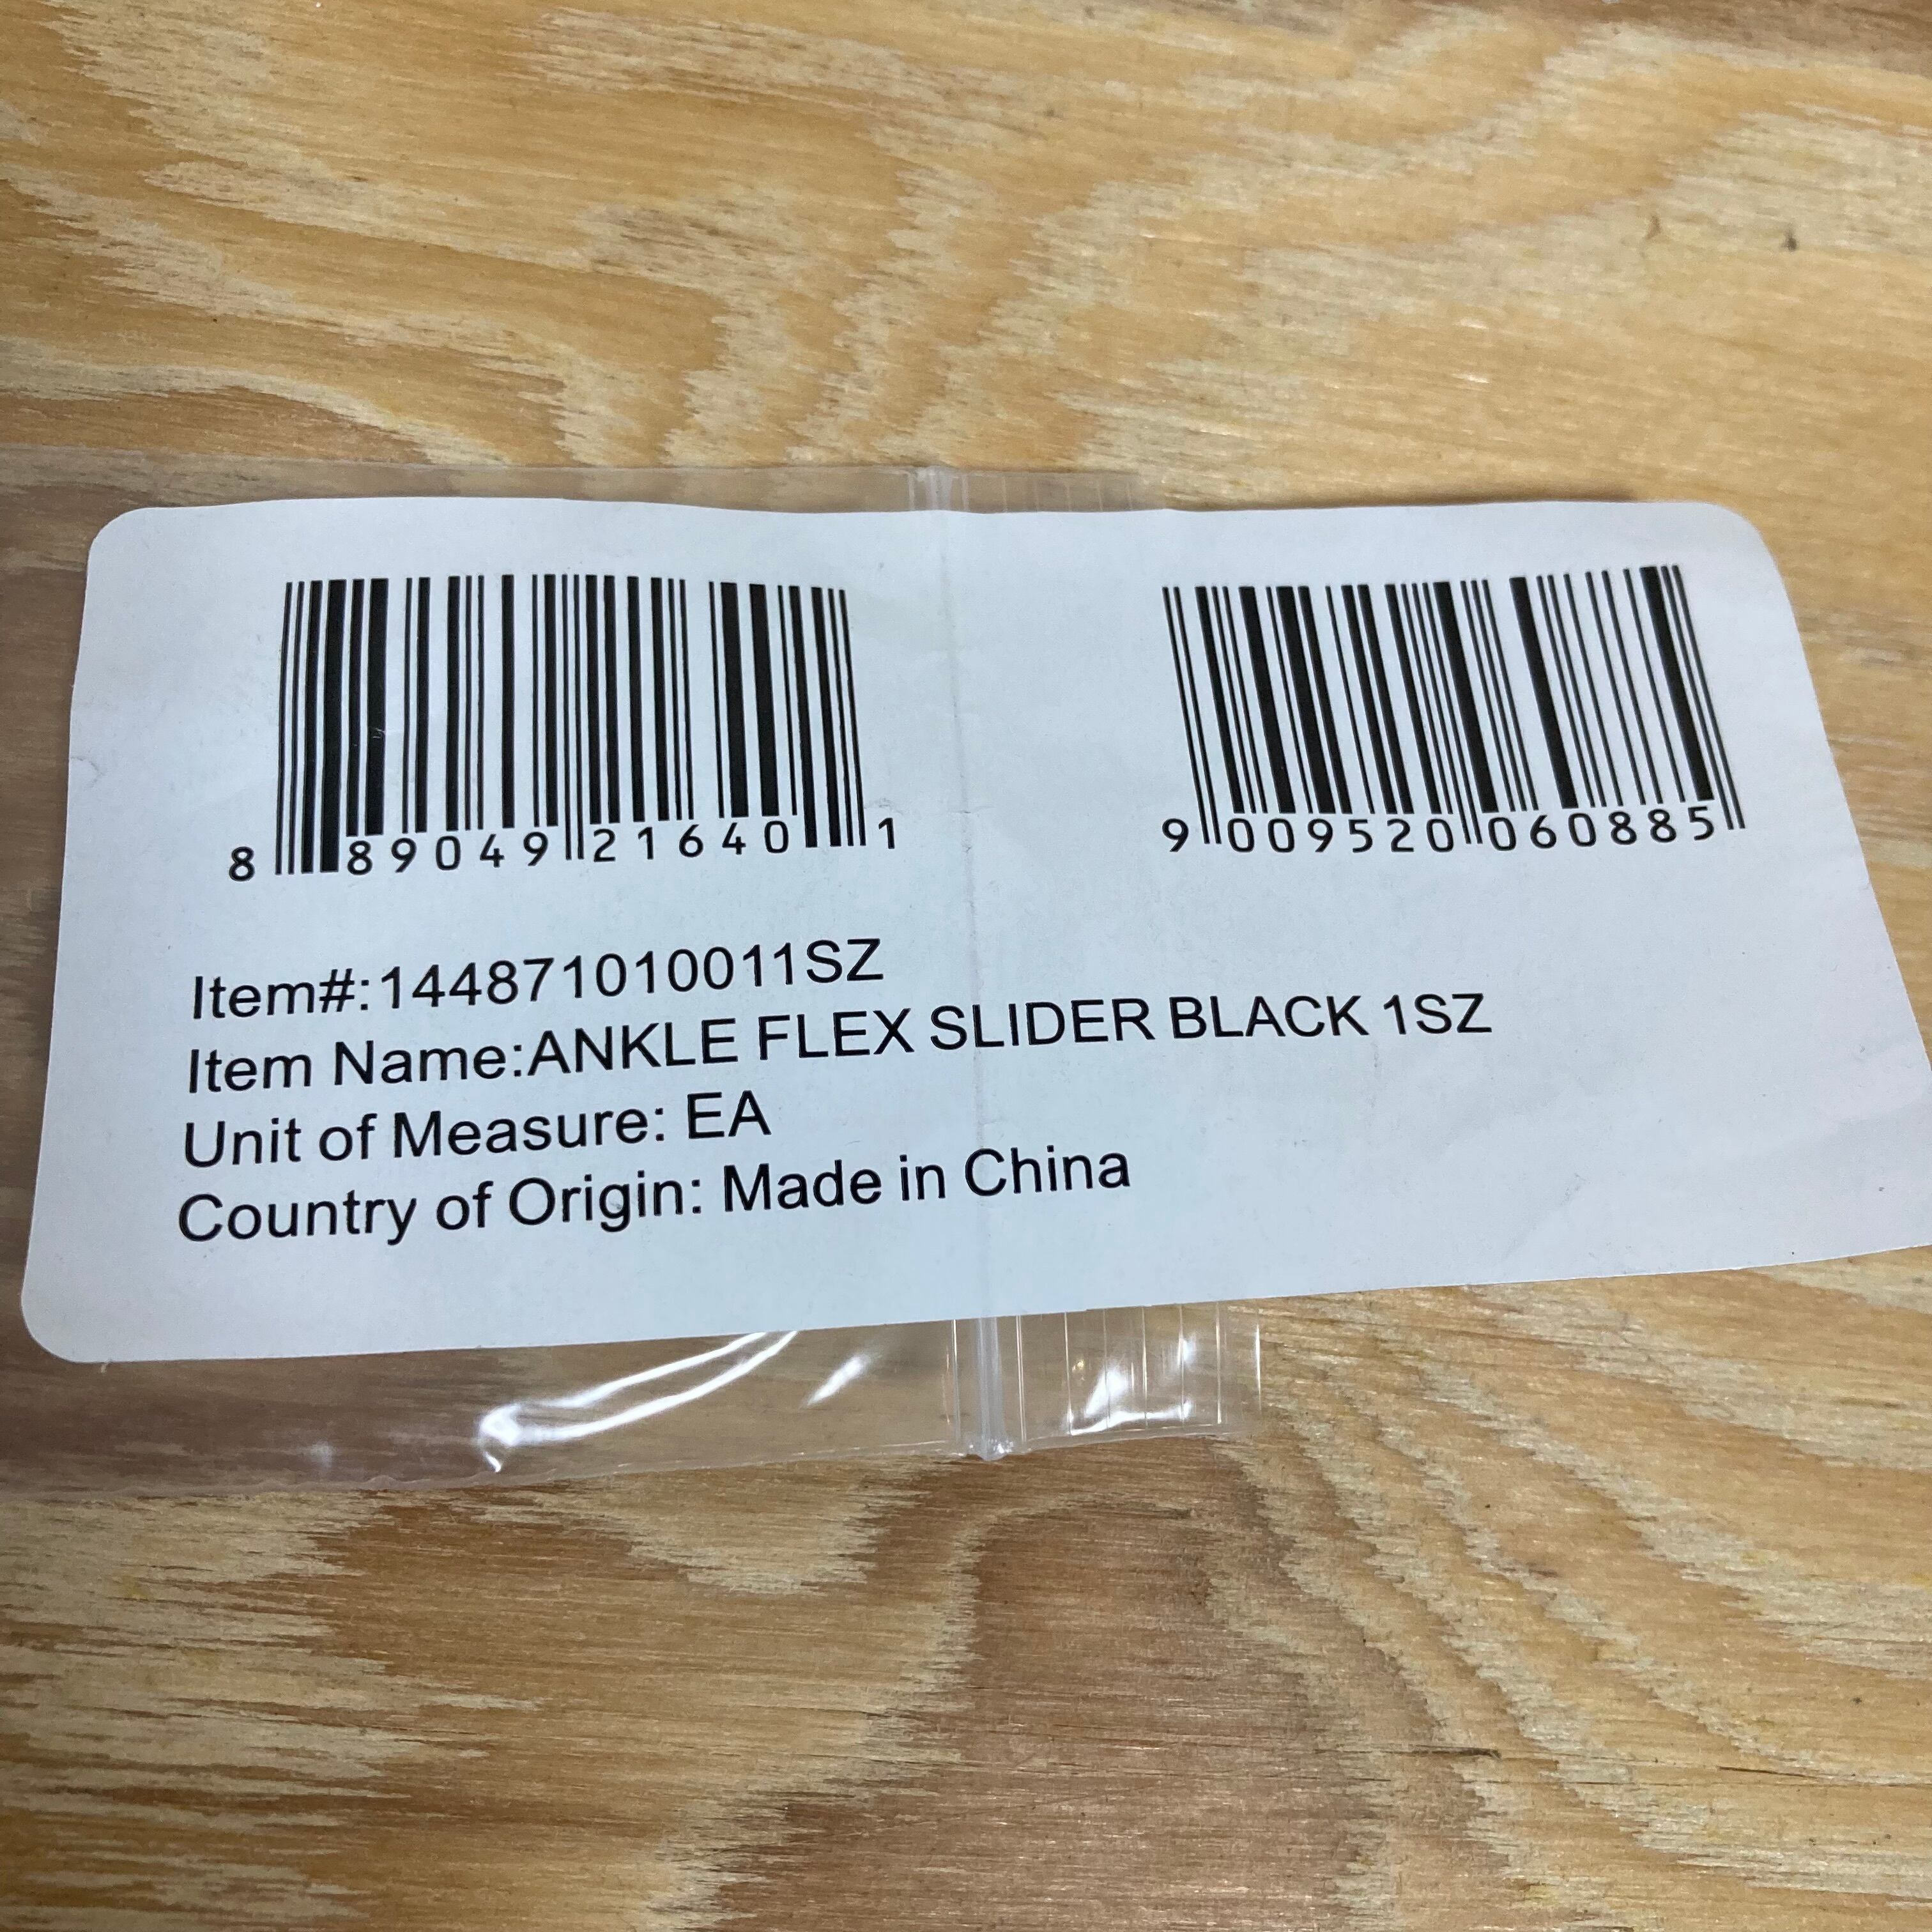 8 89049 21640 1
9 009520 060885
Item#:144871010011SZ
Item Name:ANKLE FLEX SLIDER BLACK 1SZ
Unit of Measure: EA
Country of Origin: Made in China